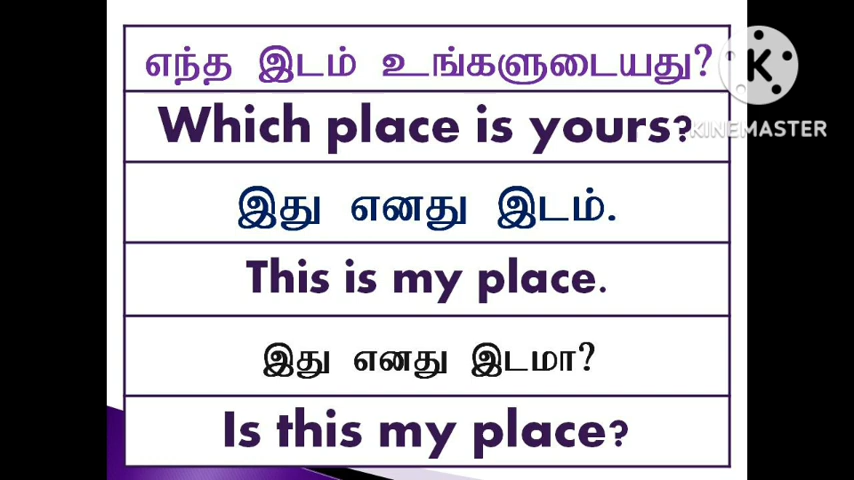 எந்த இடம் உங்களுடையது?
Which place is yours?
K
KINEMASTER
இது எனது இடம்.
This is my place.
இது எனது இடமா?
Is this my place?